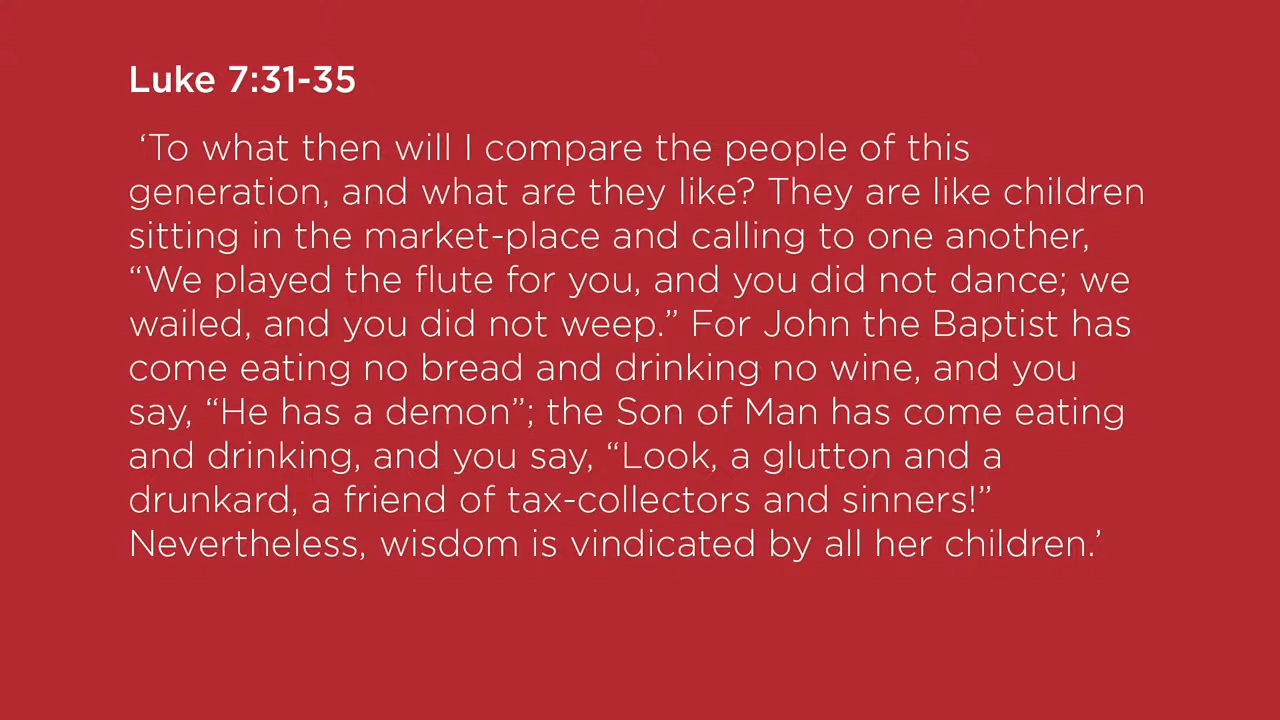 Luke 7:31-35
‘To what then will I compare the people of this
generation, and what are they like? They are like children
sitting in the market-place and calling to one another,
“We played the flute for you, and you did not dance; we
wailed, and you did not weep.” For John the Baptist has
come eating no bread and drinking no wine, and you
say, “He has a demon”; the Son of Man has come eating
and drinking, and you say, “Look, a glutton and a
drunkard, a friend of tax-collectors and sinners!”
Nevertheless, wisdom is vindicated by all her children.’